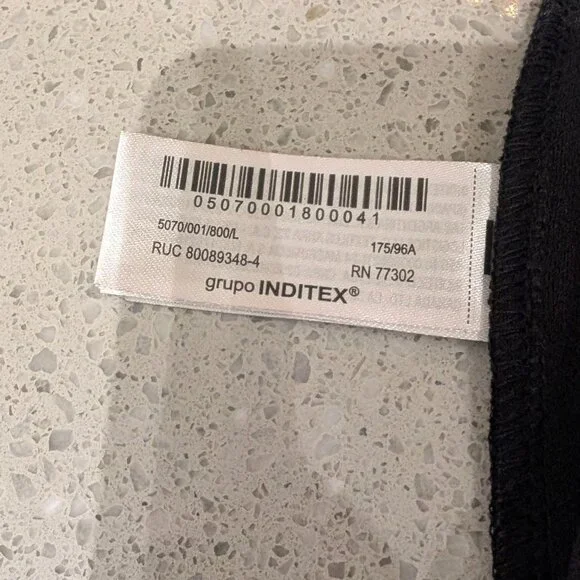 05070001800041
5070/001/800/L 175/96A
RUC 80089348-4 RN 77302
grupo INDITEX®